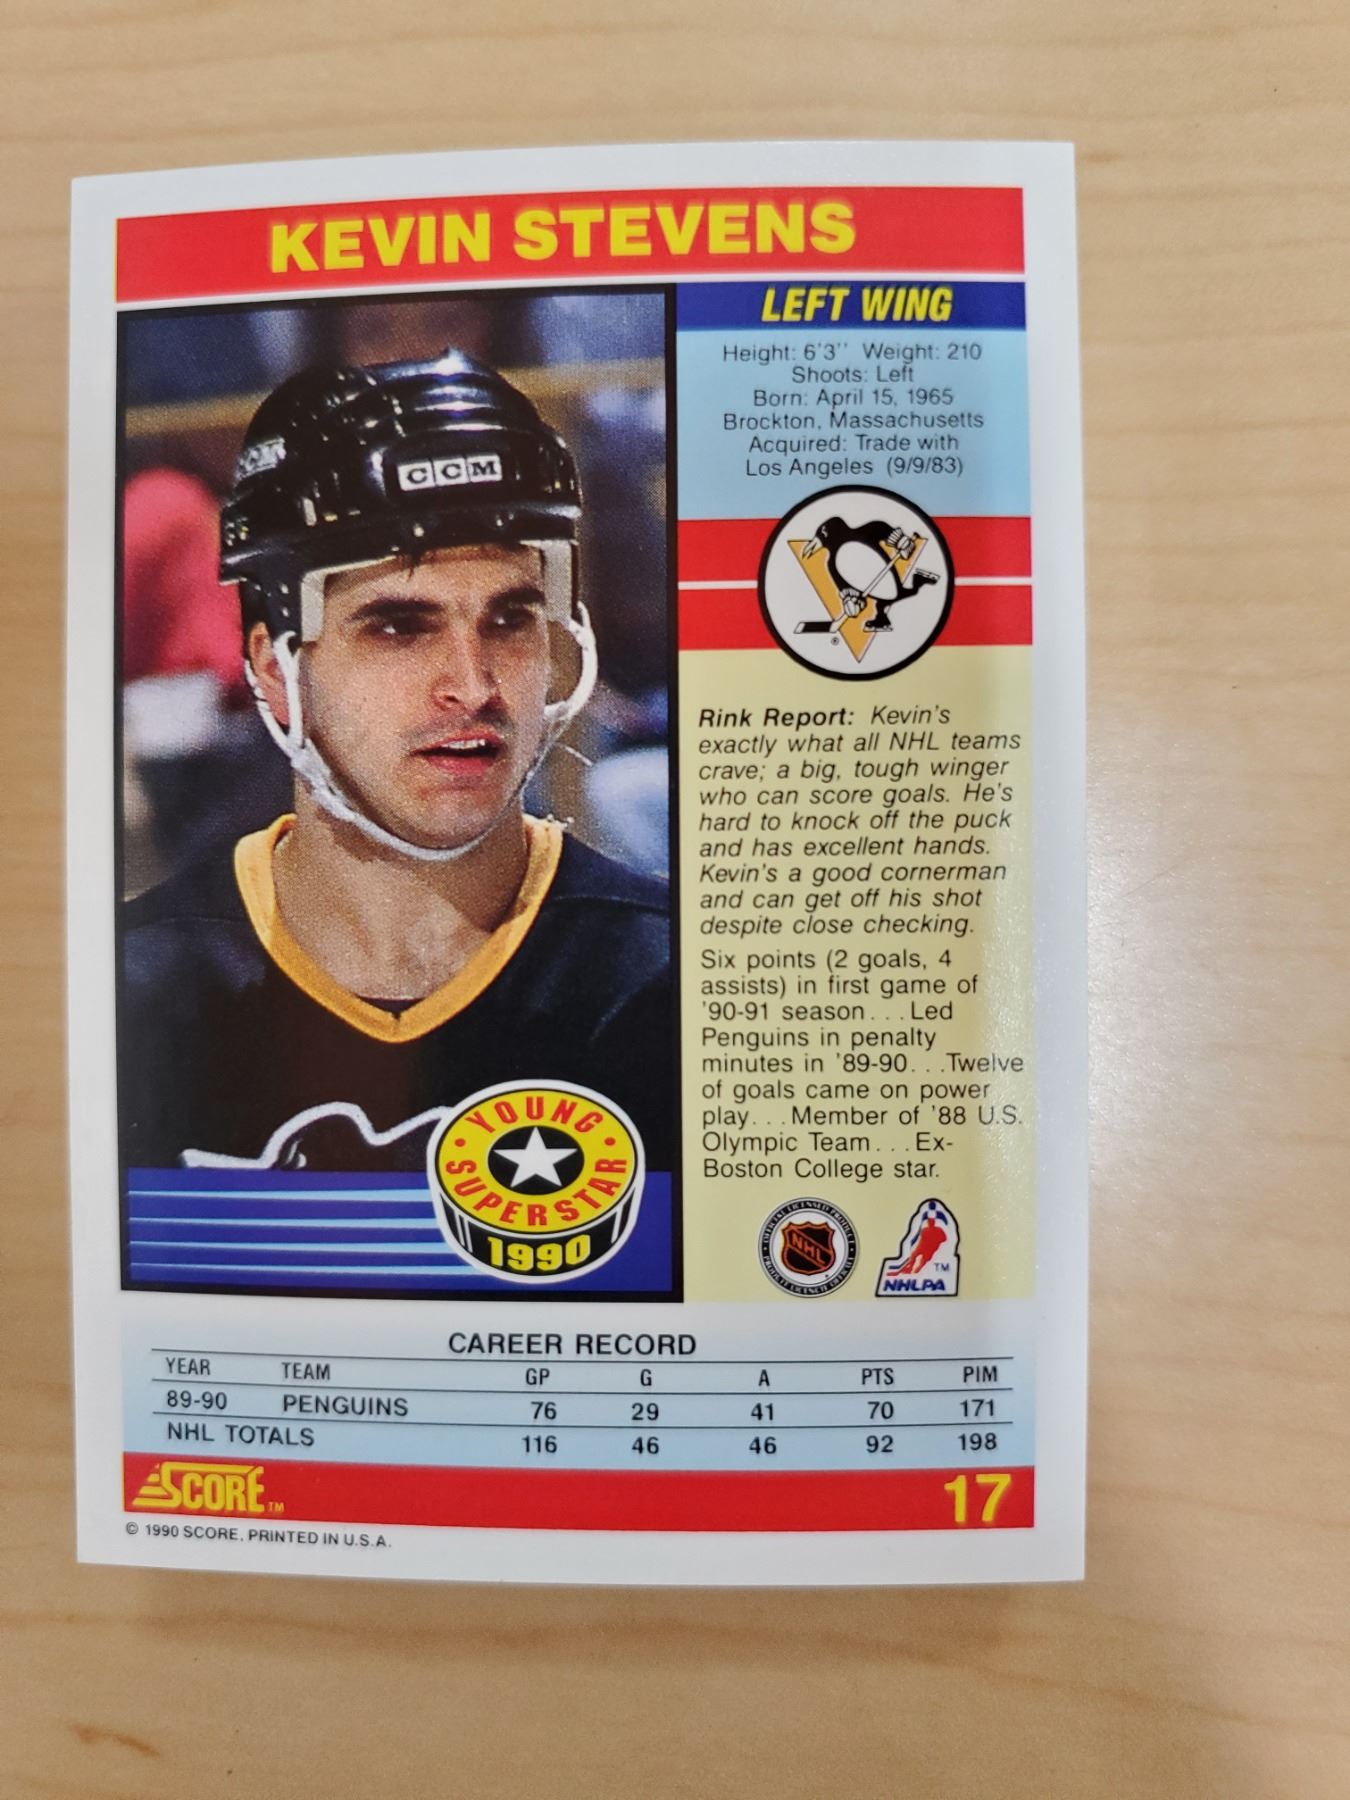 KEVIN STEVENS
CCM
LEFT WING
Height: 6'3'' Weight: 210
Shoots: Left
Born: April 15, 1965
Brockton, Massachusetts
Acquired: Trade with
Los Angeles (9/9/83)
®
Rink Report: Kevin's
exactly what all NHL teams
crave; a big, tough winger
who can score goals. He's
hard to knock off the puck
and has excellent hands.
Kevin's a good cornerman
and can get off his shot
despite close checking.
Six points (2 goals, 4
assists) in first game of
'90-91 season...Led
Penguins in penalty
minutes in '89-90...Twelve
of goals came on power
play...Member of '88 U.S.
Olympic Team...Ex-
Boston College star.
YOUNG
SUPERSTAR
1990
NHL
TM
NHLPA
CAREER RECORD
YEAR TEAM GP G A PTS PIM
89-90 PENGUINS 76 29 41 70 171
NHL TOTALS 116 46 46 92 198
SCORE TM
17
© 1990 SCORE. PRINTED IN U.S.A.